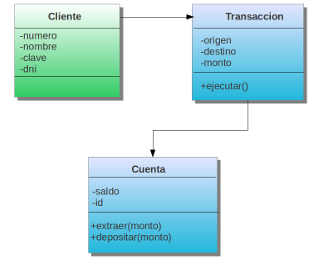 Cliente
-numero
-nombre
-clave
-dni
Transaccion
-origen
-destino
-monto
+ejecutar()
Cuenta
-saldo
-id
+extraer(monto)
+depositar(monto)